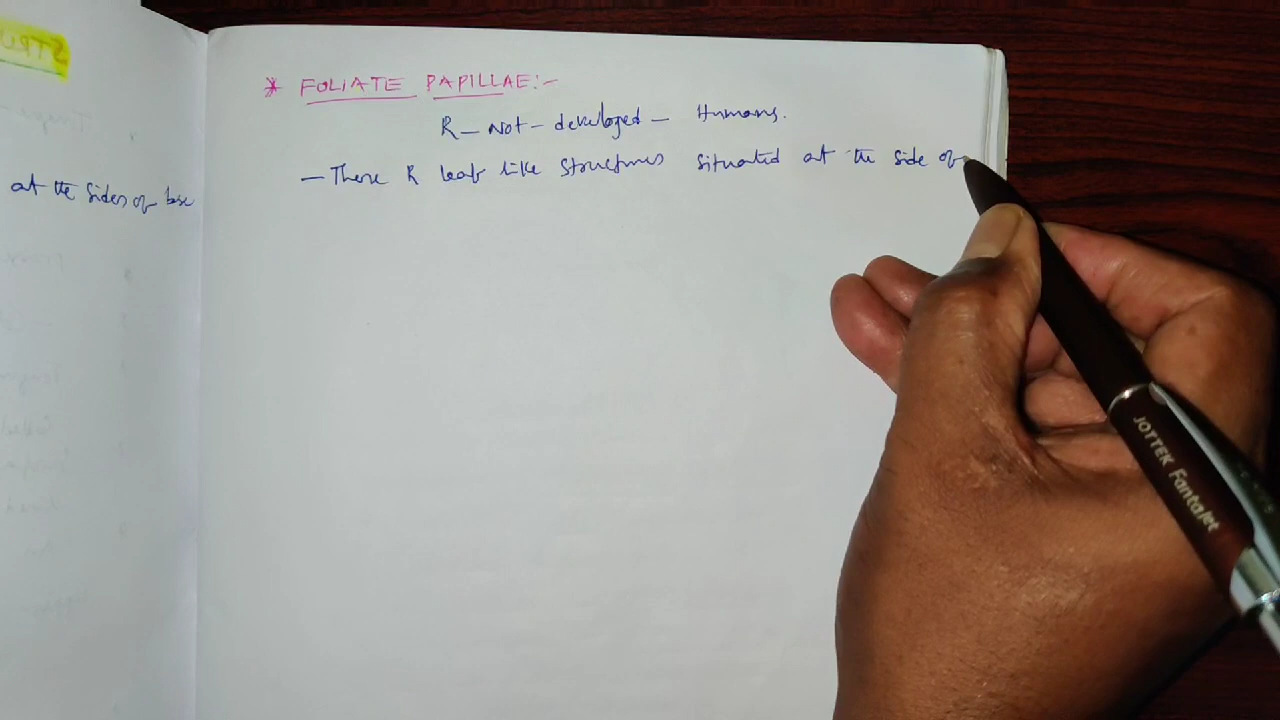 STRU
at the sides of base
* FOLIATE PAPILLAE:-
R - not - developed - Humans.
- These R leaf like structures situated at the side of
JOTTEK Fantajet